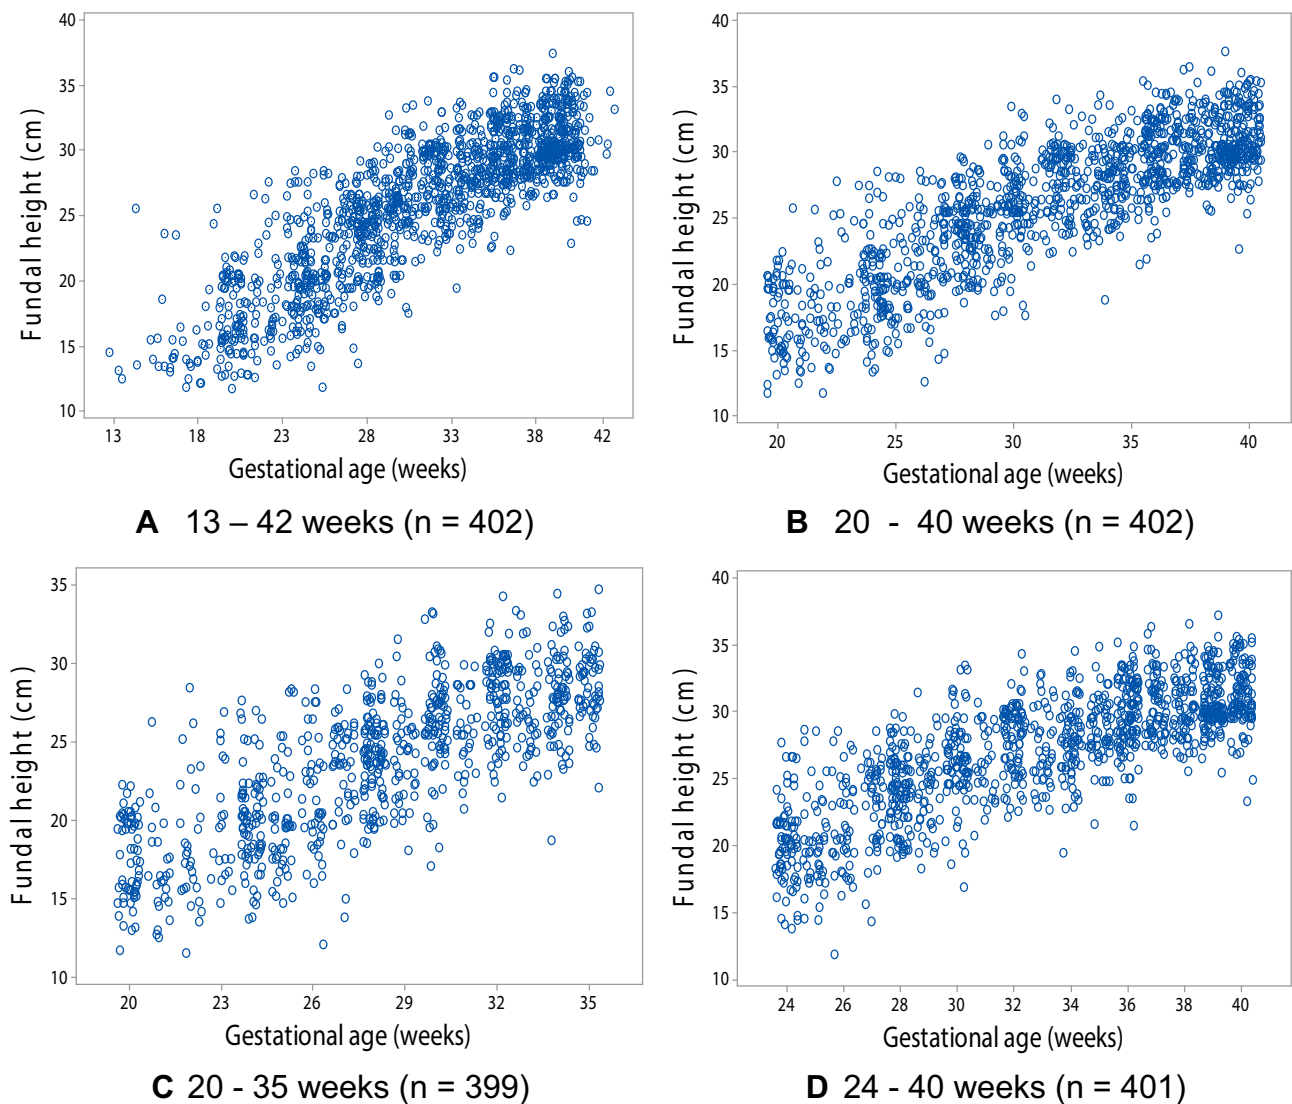 40
35
30
25
20
15
10
Fundal height (cm)
13 18 23 28 33 38 42
Gestational age (weeks)
A 13 – 42 weeks (n = 402)
40
35
30
25
20
15
10
Fundal height (cm)
20 25 30 35 40
Gestational age (weeks)
B 20 - 40 weeks (n = 402)
35
30
25
20
15
10
Fundal height (cm)
20 23 26 29 32 35
Gestational age (weeks)
C 20 - 35 weeks (n = 399)
40
35
30
25
20
15
10
Fundal height (cm)
24 26 28 30 32 34 36 38 40
Gestational age (weeks)
D 24 - 40 weeks (n = 401)